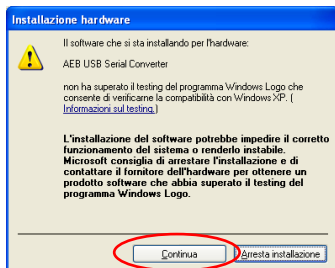 Installazione hardware
Il software che si sta installando per l'hardware:
AEB USB Serial Converter
non ha superato il testing del programma Windows Logo che
consente di verificarne la compatibilità con Windows XP. (
Informazioni sul testing.)
L'installazione del software potrebbe impedire il corretto
funzionamento del sistema o renderlo instabile.
Microsoft consiglia di arrestare l'installazione e di
contattare il fornitore dell'hardware per ottenere un
prodotto software che abbia superato il testing del
programma Windows Logo.
Continua Arresta installazione